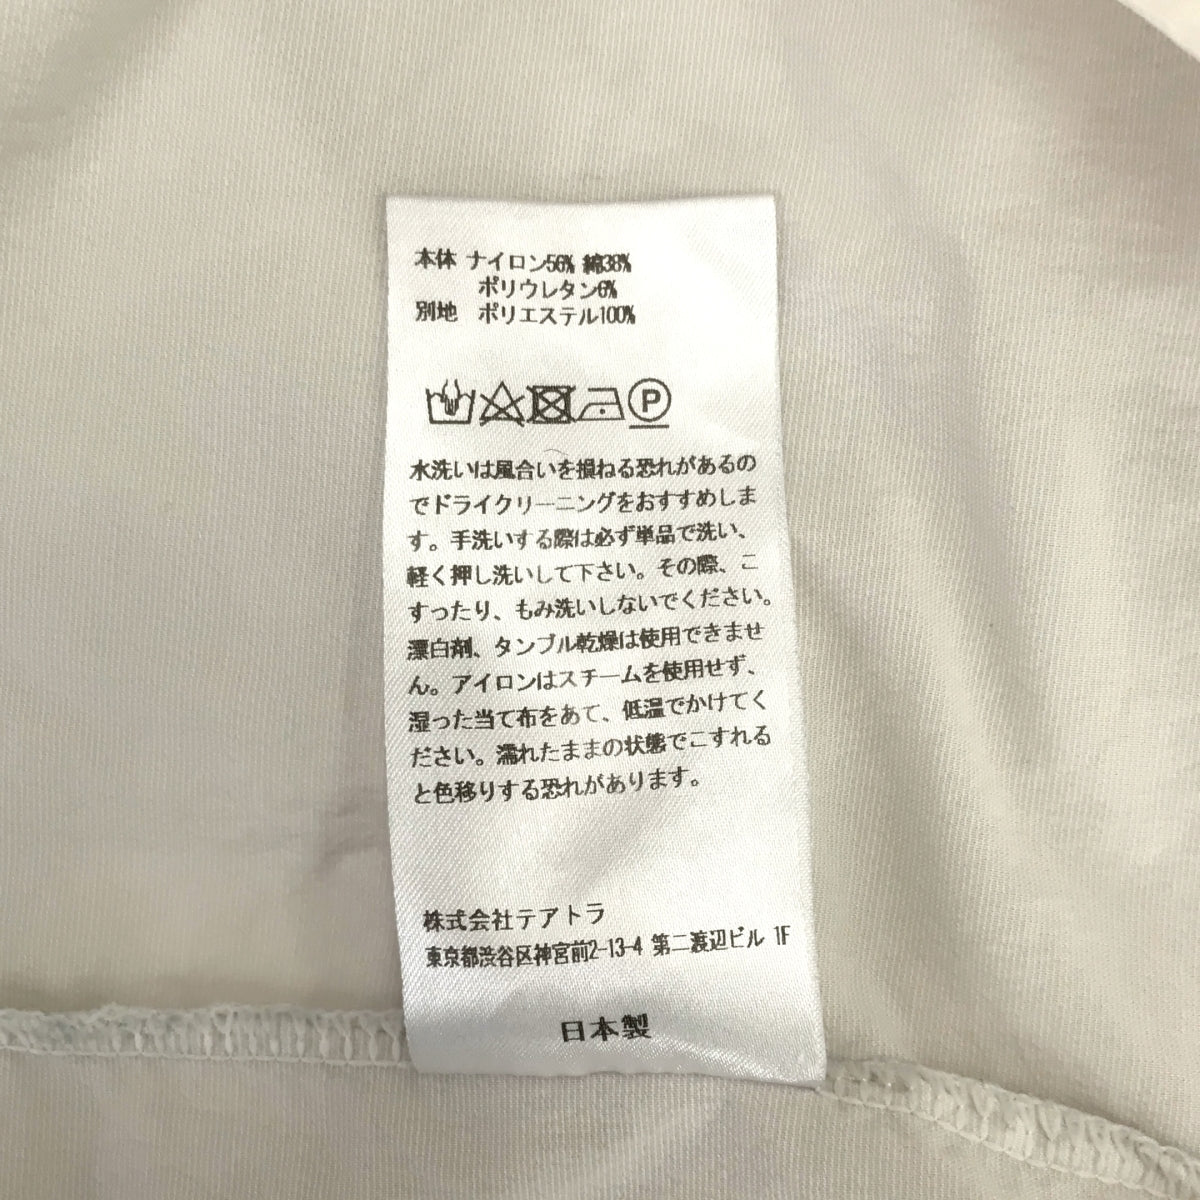 本体 ナイロン56% 綿38%
ポリウレタン6%
別地 ポリエステル100%
P
水洗いは風合いを損ねる恐れがあるの
でドライクリーニングをおすすめしま
す。手洗いする際は必ず単品で洗い、
軽く押し洗いして下さい。その際、こ
すったり、もみ洗いしないでください。
漂白剤、タンブル乾燥は使用できませ
ん。アイロンはスチームを使用せず、
湿った当て布をあて、低温でかけてく
ださい。濡れたままの状態でこすれる
と色移りする恐れがあります。
株式会社テアトラ
東京都渋谷区神宮前2-13-4 第二渡辺ビル 1F
日本製